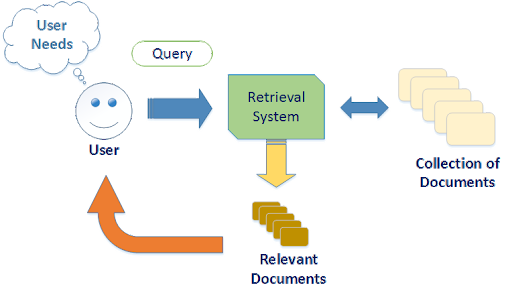 User
Needs
Query
Retrieval
System
User
Collection of
Documents
Relevant
Documents